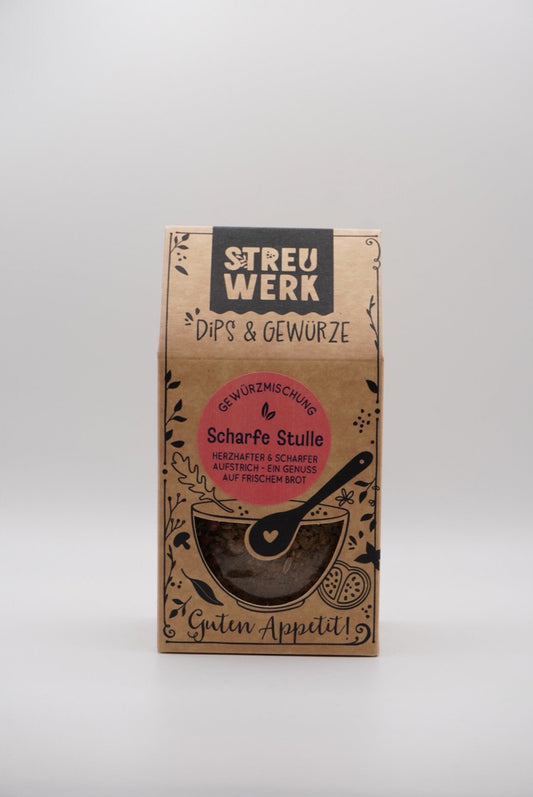 STREU
WERK
DiPS & GEWÜRZE
GEWÜRZMISCHUNG
Scharfe Stulle
HERZHAFTER & SCHARFER
AUFSTRICH - EIN GENUSS
AUF FRISCHEM BROT
Guten Appetit!